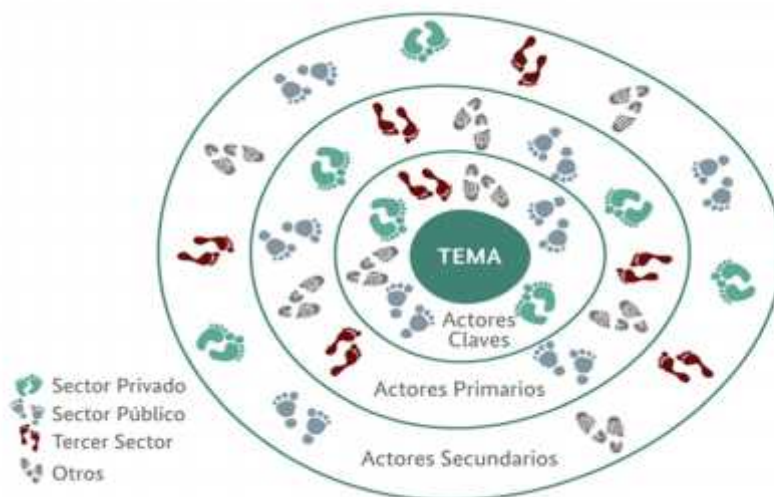 TEMA
Actores
Claves
Actores Primarios
Actores Secundarios
Sector Privado
Sector Público
Tercer Sector
Otros